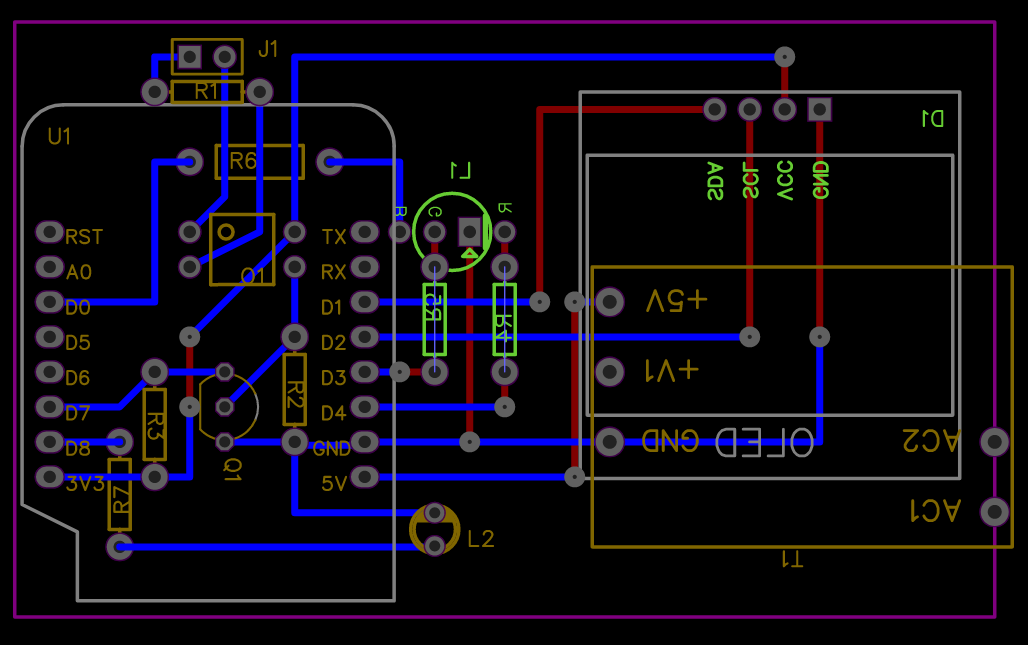 J1
R1
U1
D1
R6
L1
SDA
SCL
VCC
GND
B
G
R
RST
TX
A0
O1
RX
D0
D1
R5
R4
+5V
D5
D2
D6
D3
+V1
D7
R3
R2
D4
D8
GND
GND
OLED
AC2
3V3
R7
Q1
5V
AC1
L2
T1